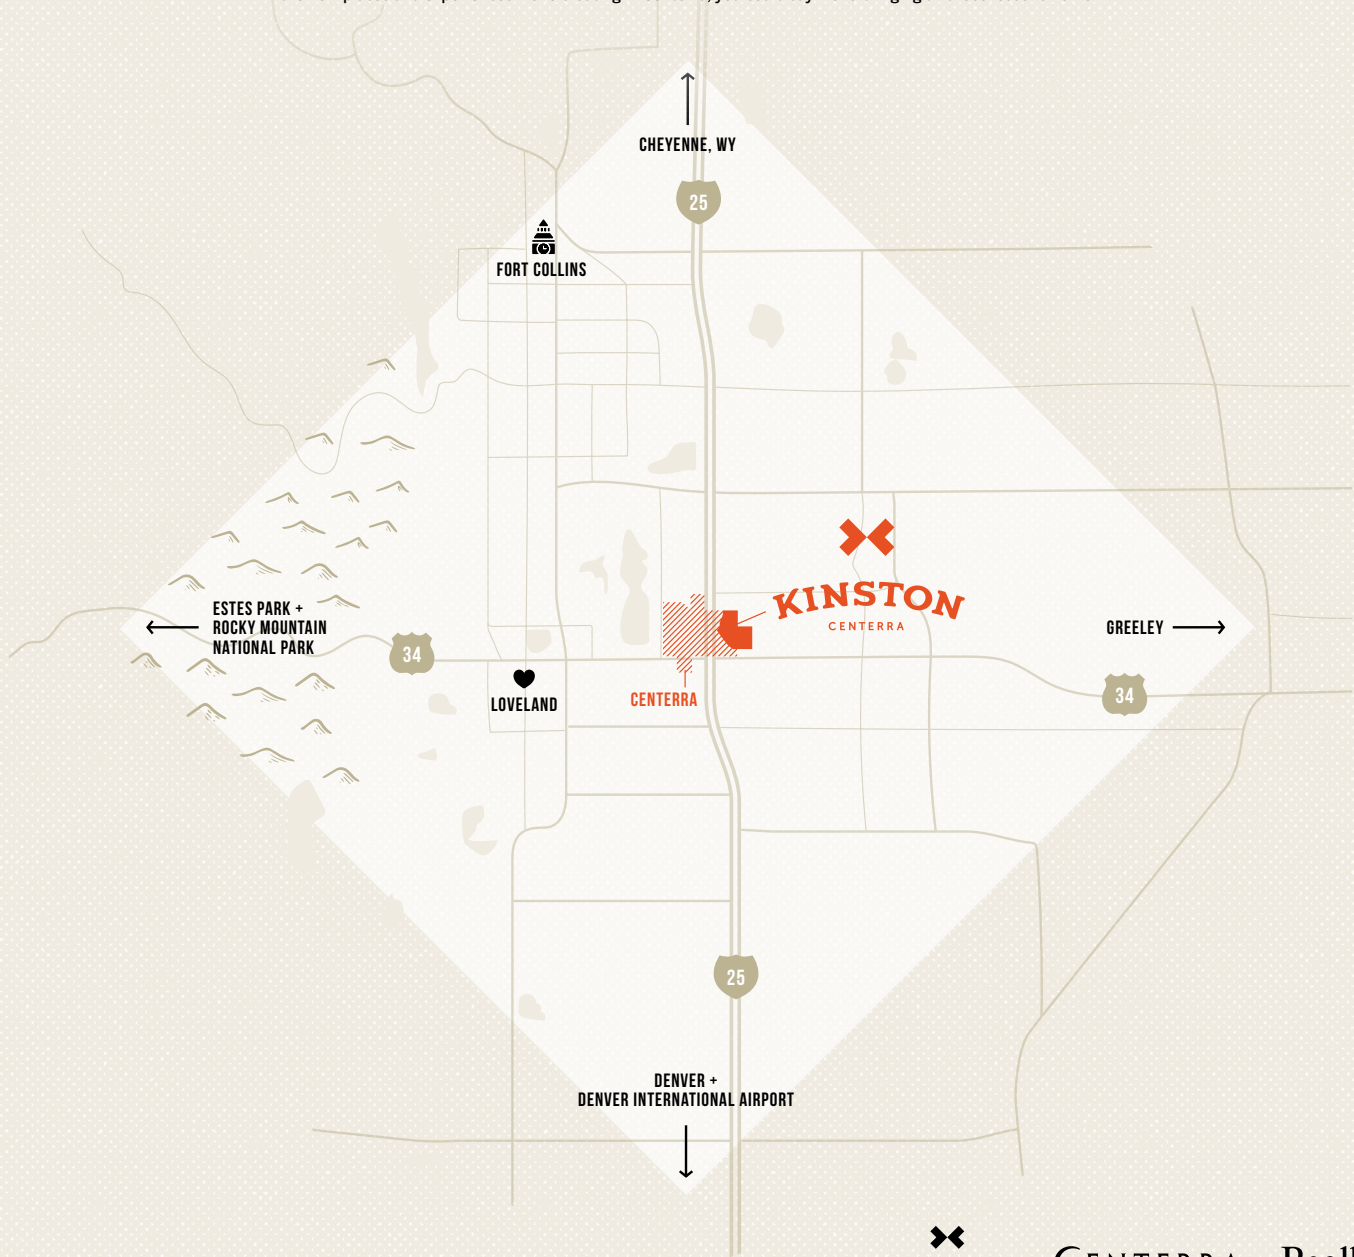 CHEYENNE, WY
25
FORT COLLINS
KINSTON
CENTERRA
ESTES PARK +
ROCKY MOUNTAIN
NATIONAL PARK
GREELEY
34
LOVELAND
CENTERRA
34
25
DENVER +
DENVER INTERNATIONAL AIRPORT